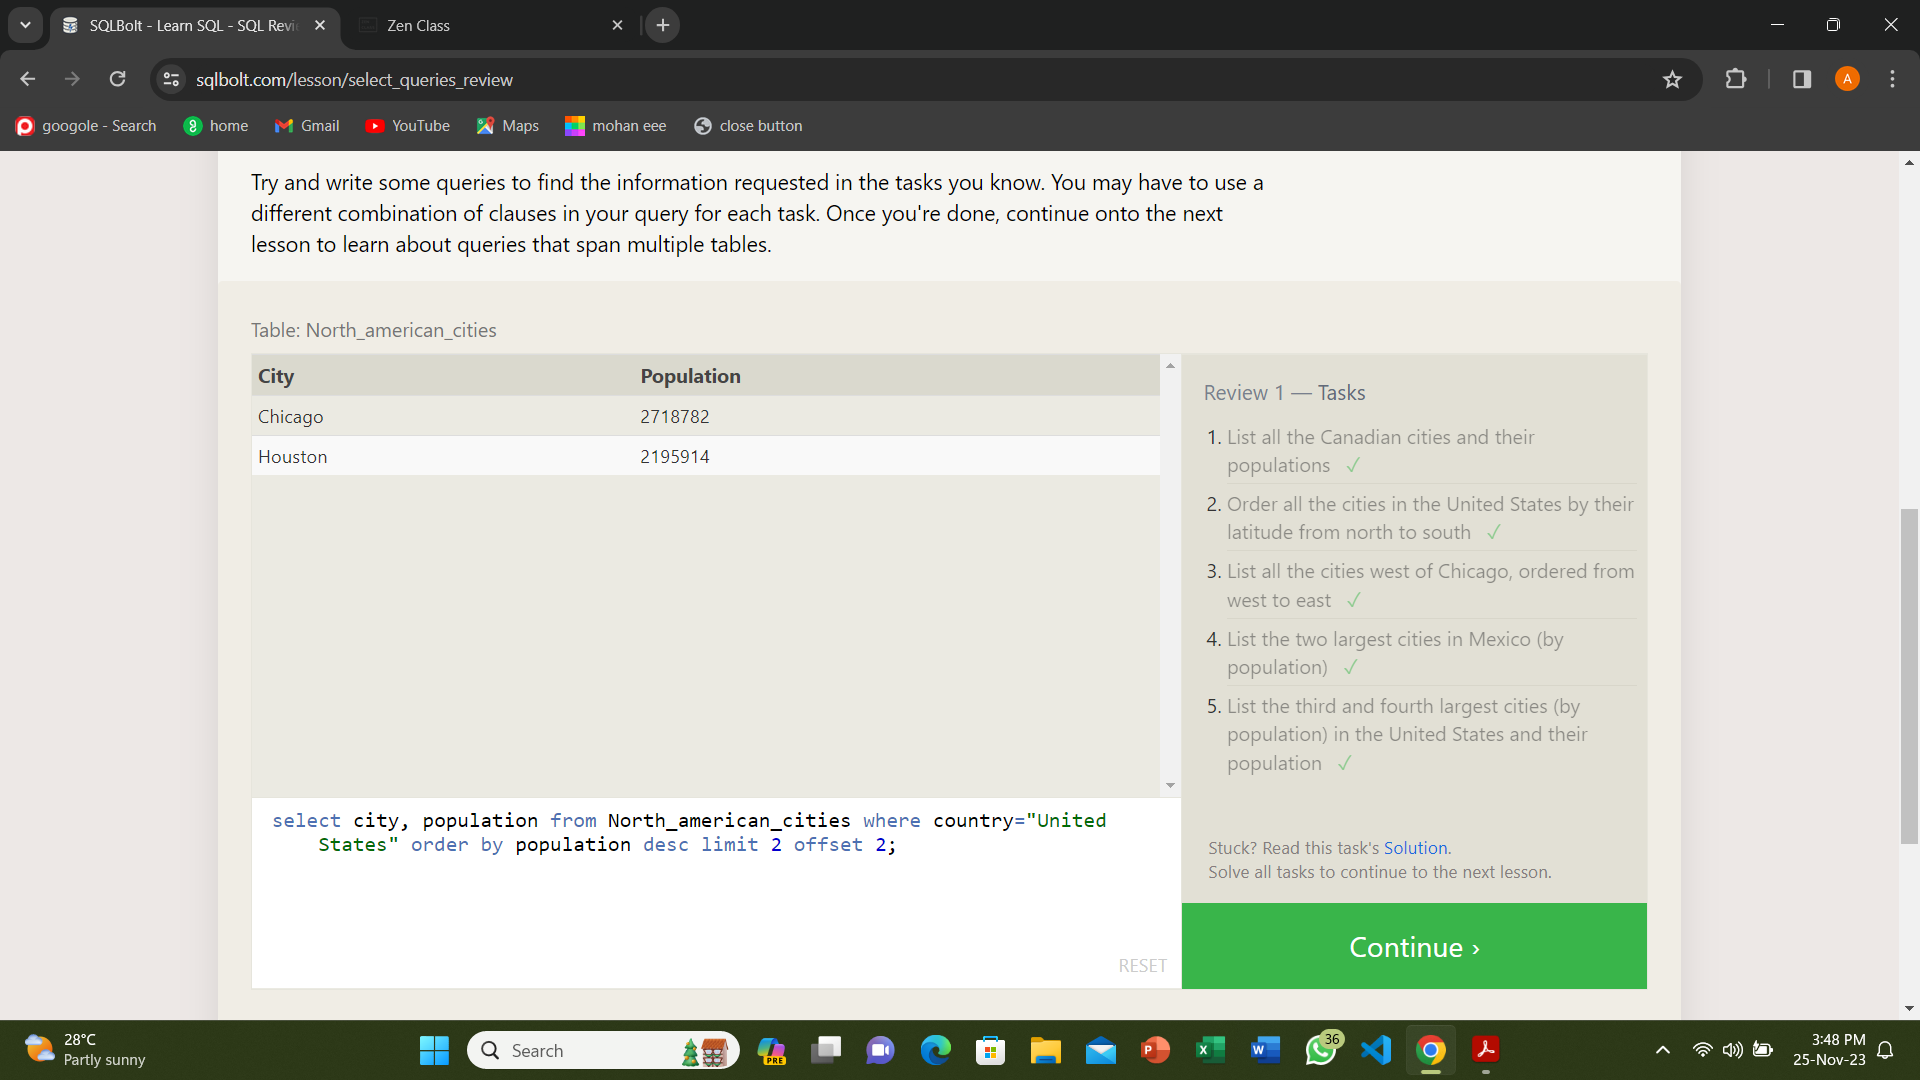 SQLBolt - Learn SQL - SQL Revi
Zen Class
sqlbolt.com/lesson/select_queries_review
A
googole - Search
home
Gmail
YouTube
Maps
mohan eee
close button
Try and write some queries to find the information requested in the tasks you know. You may have to use a
different combination of clauses in your query for each task. Once you're done, continue onto the next
lesson to learn about queries that span multiple tables.
Table: North_american_cities
City Population
Chicago 2718782
Houston 2195914
Review 1 — Tasks
1. List all the Canadian cities and their
populations ✓
2. Order all the cities in the United States by their
latitude from north to south ✓
3. List all the cities west of Chicago, ordered from
west to east ✓
4. List the two largest cities in Mexico (by
population) ✓
5. List the third and fourth largest cities (by
population) in the United States and their
population ✓
select city, population from North_american_cities where country="United
States" order by population desc limit 2 offset 2;
RESET
Stuck? Read this task's Solution.
Solve all tasks to continue to the next lesson.
Continue ›
28°C
Partly sunny
Search
PRE
36
3:48 PM
25-Nov-23